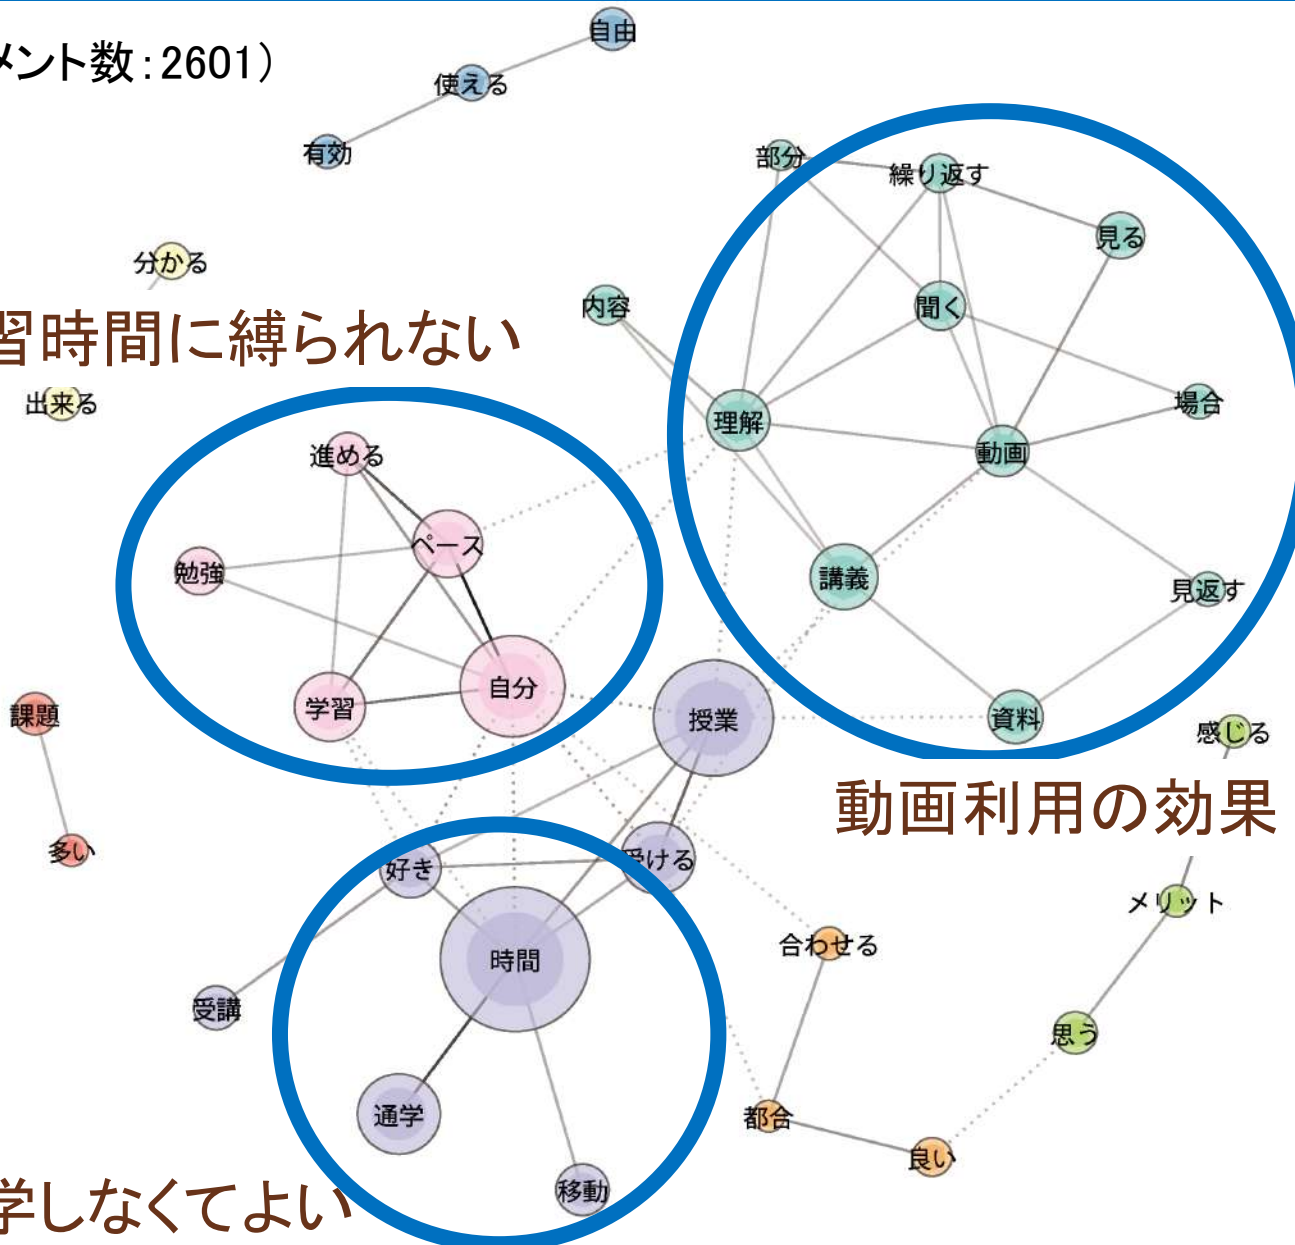 メント数：2601）
自由
使える
有効
部分
繰り返す
見る
分かる
内容
聞く
習時間に縛られない
出来る
場合
理解
動画
進める
ペース
勉強
講義
見返す
自分
学習
授業
資料
課題
感じる
動画利用の効果
多い
好き
受ける
メリット
合わせる
時間
受講
思う
通学
都合
良い
移動
学しなくてよい